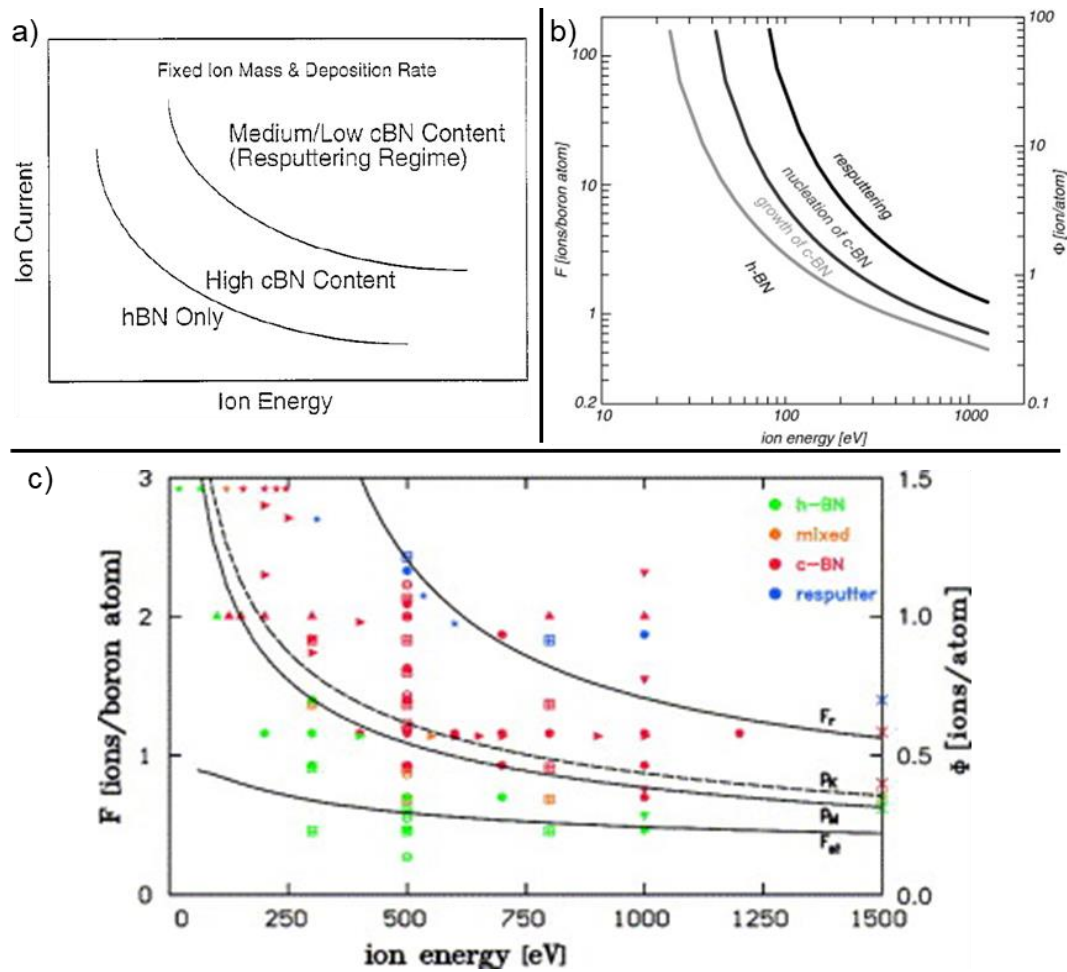 a)
Fixed Ion Mass & Deposition Rate
Medium/Low cBN Content
(Resputtering Regime)
High cBN Content
hBN Only
Ion Current
Ion Energy
b)
100
10
1
0.2
F [ions/boron atom]
100
10
1
0.1
Φ [ion/atom]
resputtering
nucleation of c-BN
growth of c-BN
h-BN
10
100
1000
ion energy [eV]
c)
3
2
1
0
F [ions/boron atom]
h-BN
mixed
c-BN
resputter
1.5
1.0
0.5
0.0
Φ [ions/atom]
Fr
PK
PM
Fst
0
250
500
750
1000
1250
1500
ion energy [eV]